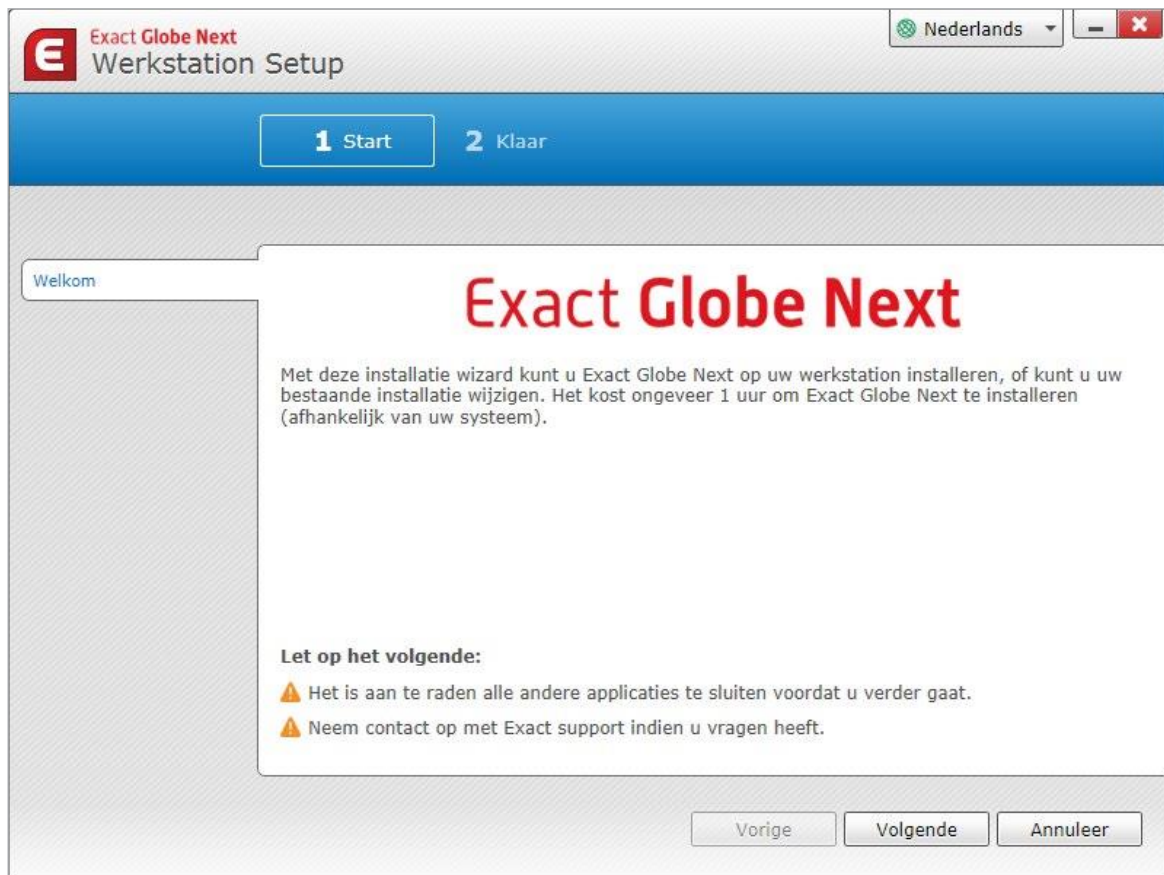 Exact Globe Next
Werkstation Setup
Nederlands
1 Start
2 Klaar
Welkom
Exact Globe Next
Met deze installatie wizard kunt u Exact Globe Next op uw werkstation installeren, of kunt u uw
bestaande installatie wijzigen. Het kost ongeveer 1 uur om Exact Globe Next te installeren
(afhankelijk van uw systeem).
Let op het volgende:
Het is aan te raden alle andere applicaties te sluiten voordat u verder gaat.
Neem contact op met Exact support indien u vragen heeft.
Vorige
Volgende
Annuleer